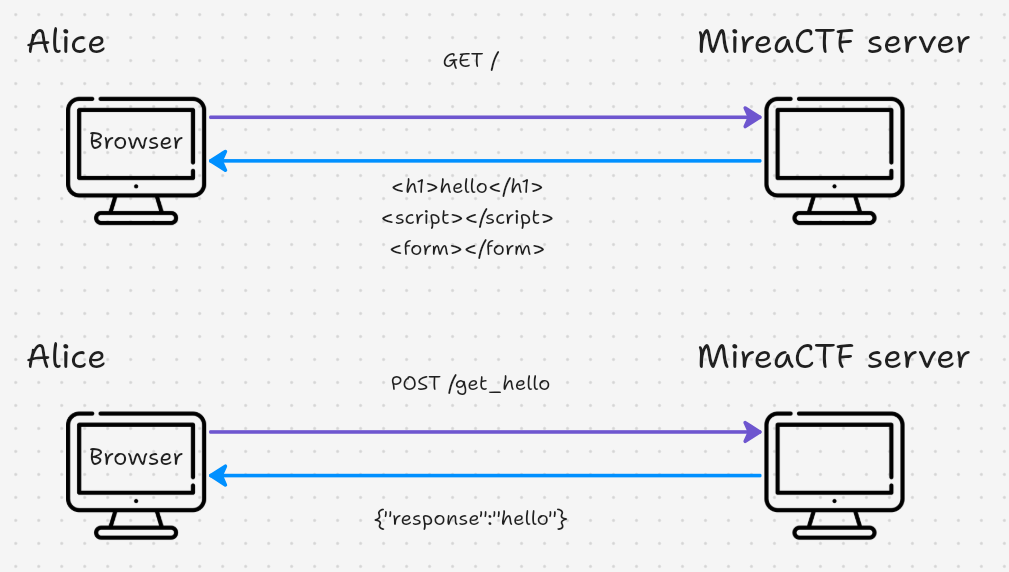 Alice
MireaCTF server
GET /
Browser
<h1>hello</h1>
<script></script>
<form></form>
Alice
MireaCTF server
POST /get_hello
Browser
{"response":"hello"}